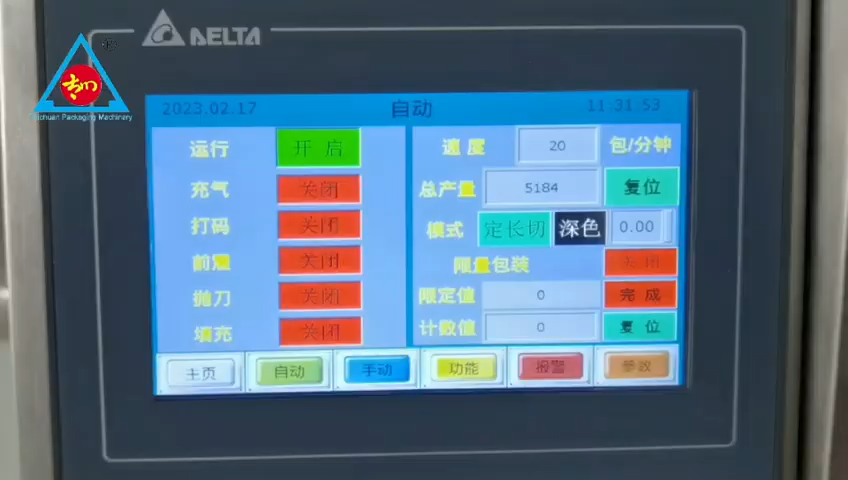 DELTA
Packaging Machinery
2023.02.17 自动 11:31.53
运行 开启 速度 20 包/分钟
充气 关闭 总产量 5184 复位
打码 关闭 模式 定长切 深色 0.00
关闭 限量包装 关闭
抛刀 关闭 限定值 0 完成
填充 关闭 计数值 0 复位
主页 自动 手动 功能 报警 参数